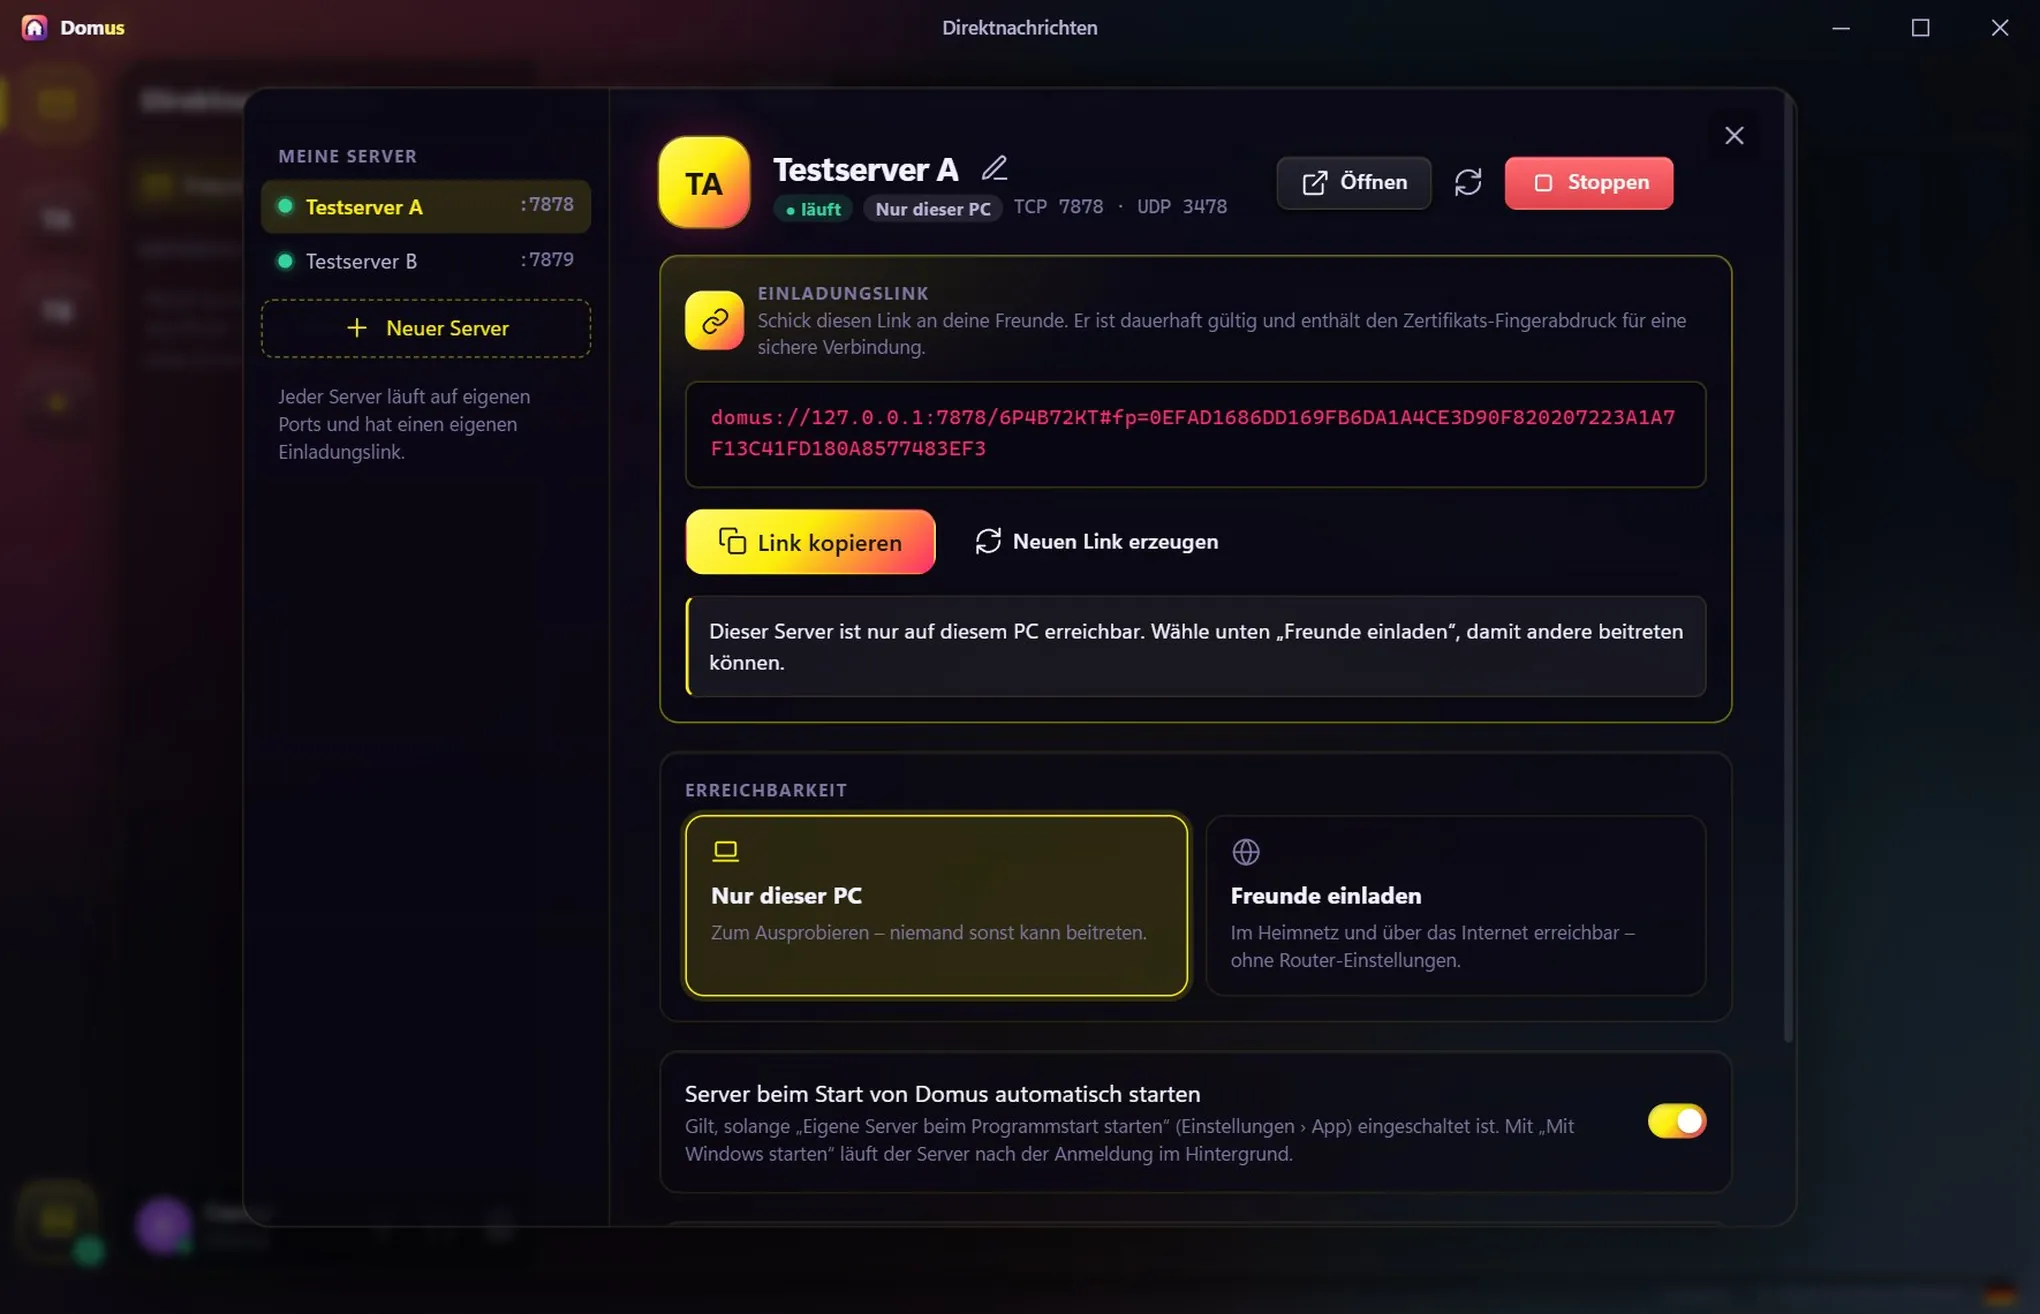 Domus
Direktnachrichten
MEINE SERVER
Testserver A :7878
Testserver B :7879
Neuer Server
Jeder Server läuft auf eigenen
Ports und hat einen eigenen
Einladungslink.
TA
Testserver A
läuft
Nur dieser PC
TCP 7878 · UDP 3478
Öffnen
Stoppen
EINLADUNGSLINK
Schick diesen Link an deine Freunde. Er ist dauerhaft gültig und enthält den Zertifikats-Fingerabdruck für eine
sichere Verbindung.
domus://127.0.0.1:7878/6P4B72KT#fp=0EFAD1686DD169FB6DA1A4CE3D90F820207223A1A7
F13C41FD180A8577483EF3
Link kopieren
Neuen Link erzeugen
Dieser Server ist nur auf diesem PC erreichbar. Wähle unten „Freunde einladen“, damit andere beitreten
können.
ERREICHBARKEIT
Nur dieser PC
Zum Ausprobieren – niemand sonst kann beitreten.
Freunde einladen
Im Heimnetz und über das Internet erreichbar –
ohne Router-Einstellungen.
Server beim Start von Domus automatisch starten
Gilt, solange „Eigene Server beim Programmstart starten“ (Einstellungen › App) eingeschaltet ist. Mit „Mit
Windows starten“ läuft der Server nach der Anmeldung im Hintergrund.